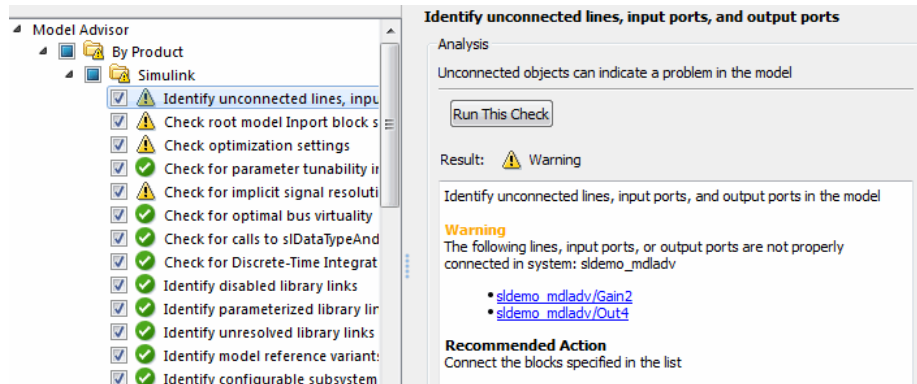 Model Advisor
By Product
Simulink
Identify unconnected lines, inpu
Check root model Inport block s
Check optimization settings
Check for parameter tunability in
Check for implicit signal resoluti
Check for optimal bus virtuality
Check for calls to slDataTypeAnd
Check for Discrete-Time Integrat
Identify disabled library links
Identify parameterized library lin
Identify unresolved library links
Identify model reference variants
Identify configurable subsystem
Identify unconnected lines, input ports, and output ports
Analysis
Unconnected objects can indicate a problem in the model
Run This Check
Result: Warning
Identify unconnected lines, input ports, and output ports in the model
Warning
The following lines, input ports, or output ports are not properly
connected in system: sldemo_mdladv
• sldemo_mdladv/Gain2
• sldemo_mdladv/Out4
Recommended Action
Connect the blocks specified in the list